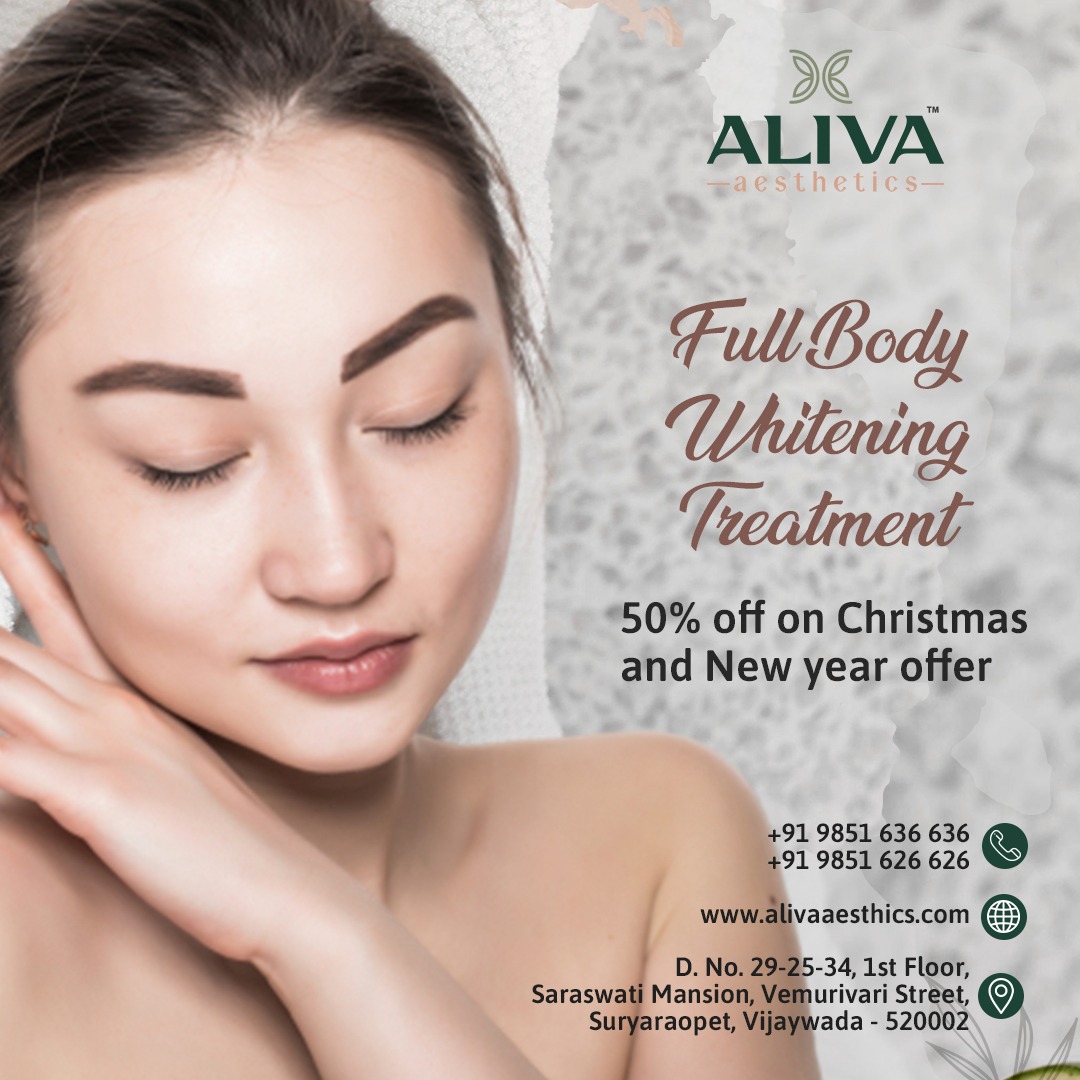 ALIVA™
—aesthetics—
Full Body
Whitening
Treatment
50% off on Christmas
and New year offer
+91 9851 636 636
+91 9851 626 626
www.alivaaesthics.com
D. No. 29-25-34, 1st Floor,
Saraswati Mansion, Vemurivari Street,
Suryaraopet, Vijaywada - 520002